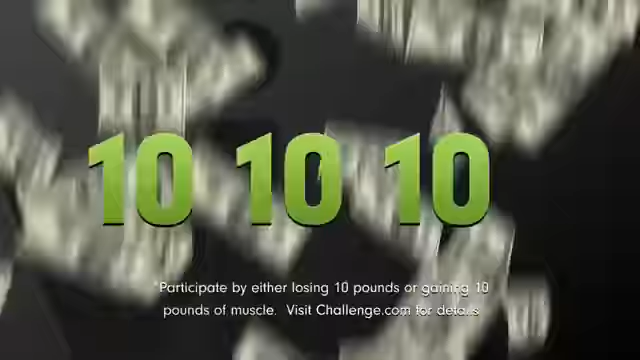 10 10 10
*Participate by either losing 10 pounds or gaining 10
pounds of muscle. Visit Challenge.com for details